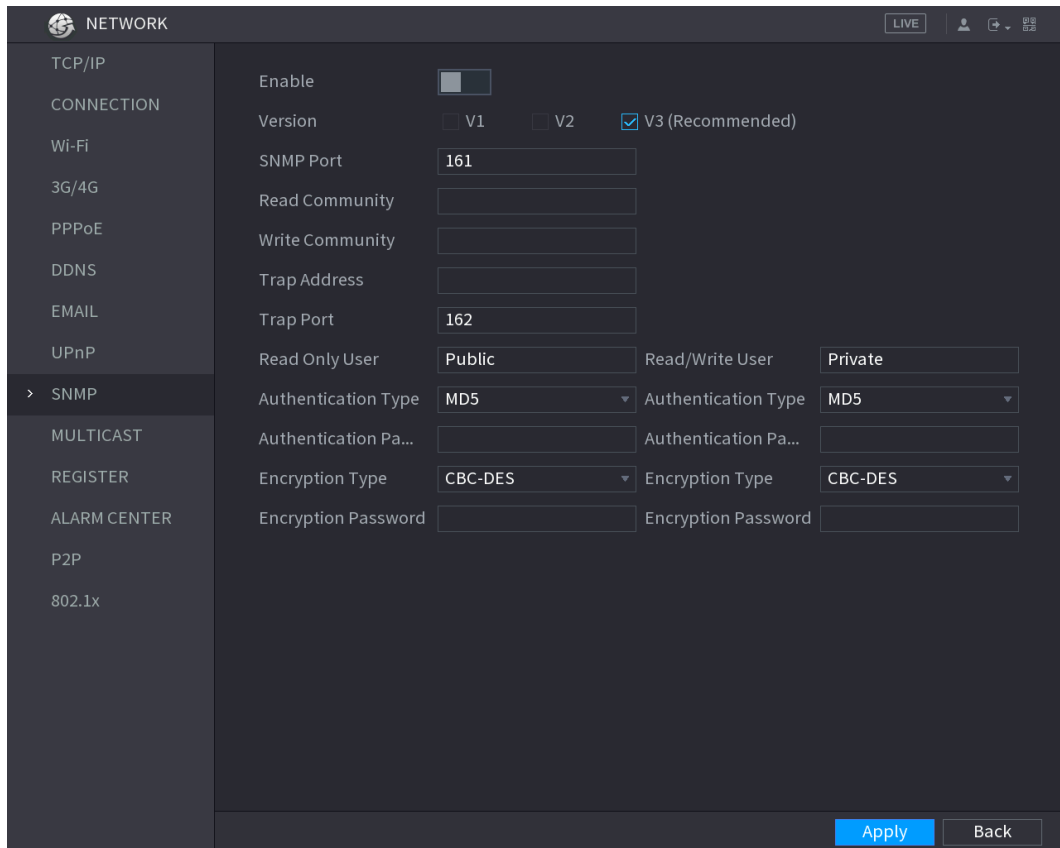 NETWORK
LIVE
TCP/IP
CONNECTION
Wi-Fi
3G/4G
PPPoE
DDNS
EMAIL
UPnP
SNMP
MULTICAST
REGISTER
ALARM CENTER
P2P
802.1x
Enable
Version V1 V2 V3 (Recommended)
SNMP Port 161
Read Community
Write Community
Trap Address
Trap Port 162
Read Only User Public Read/Write User Private
Authentication Type MD5 Authentication Type MD5
Authentication Pa... Authentication Pa...
Encryption Type CBC-DES Encryption Type CBC-DES
Encryption Password Encryption Password
Apply Back